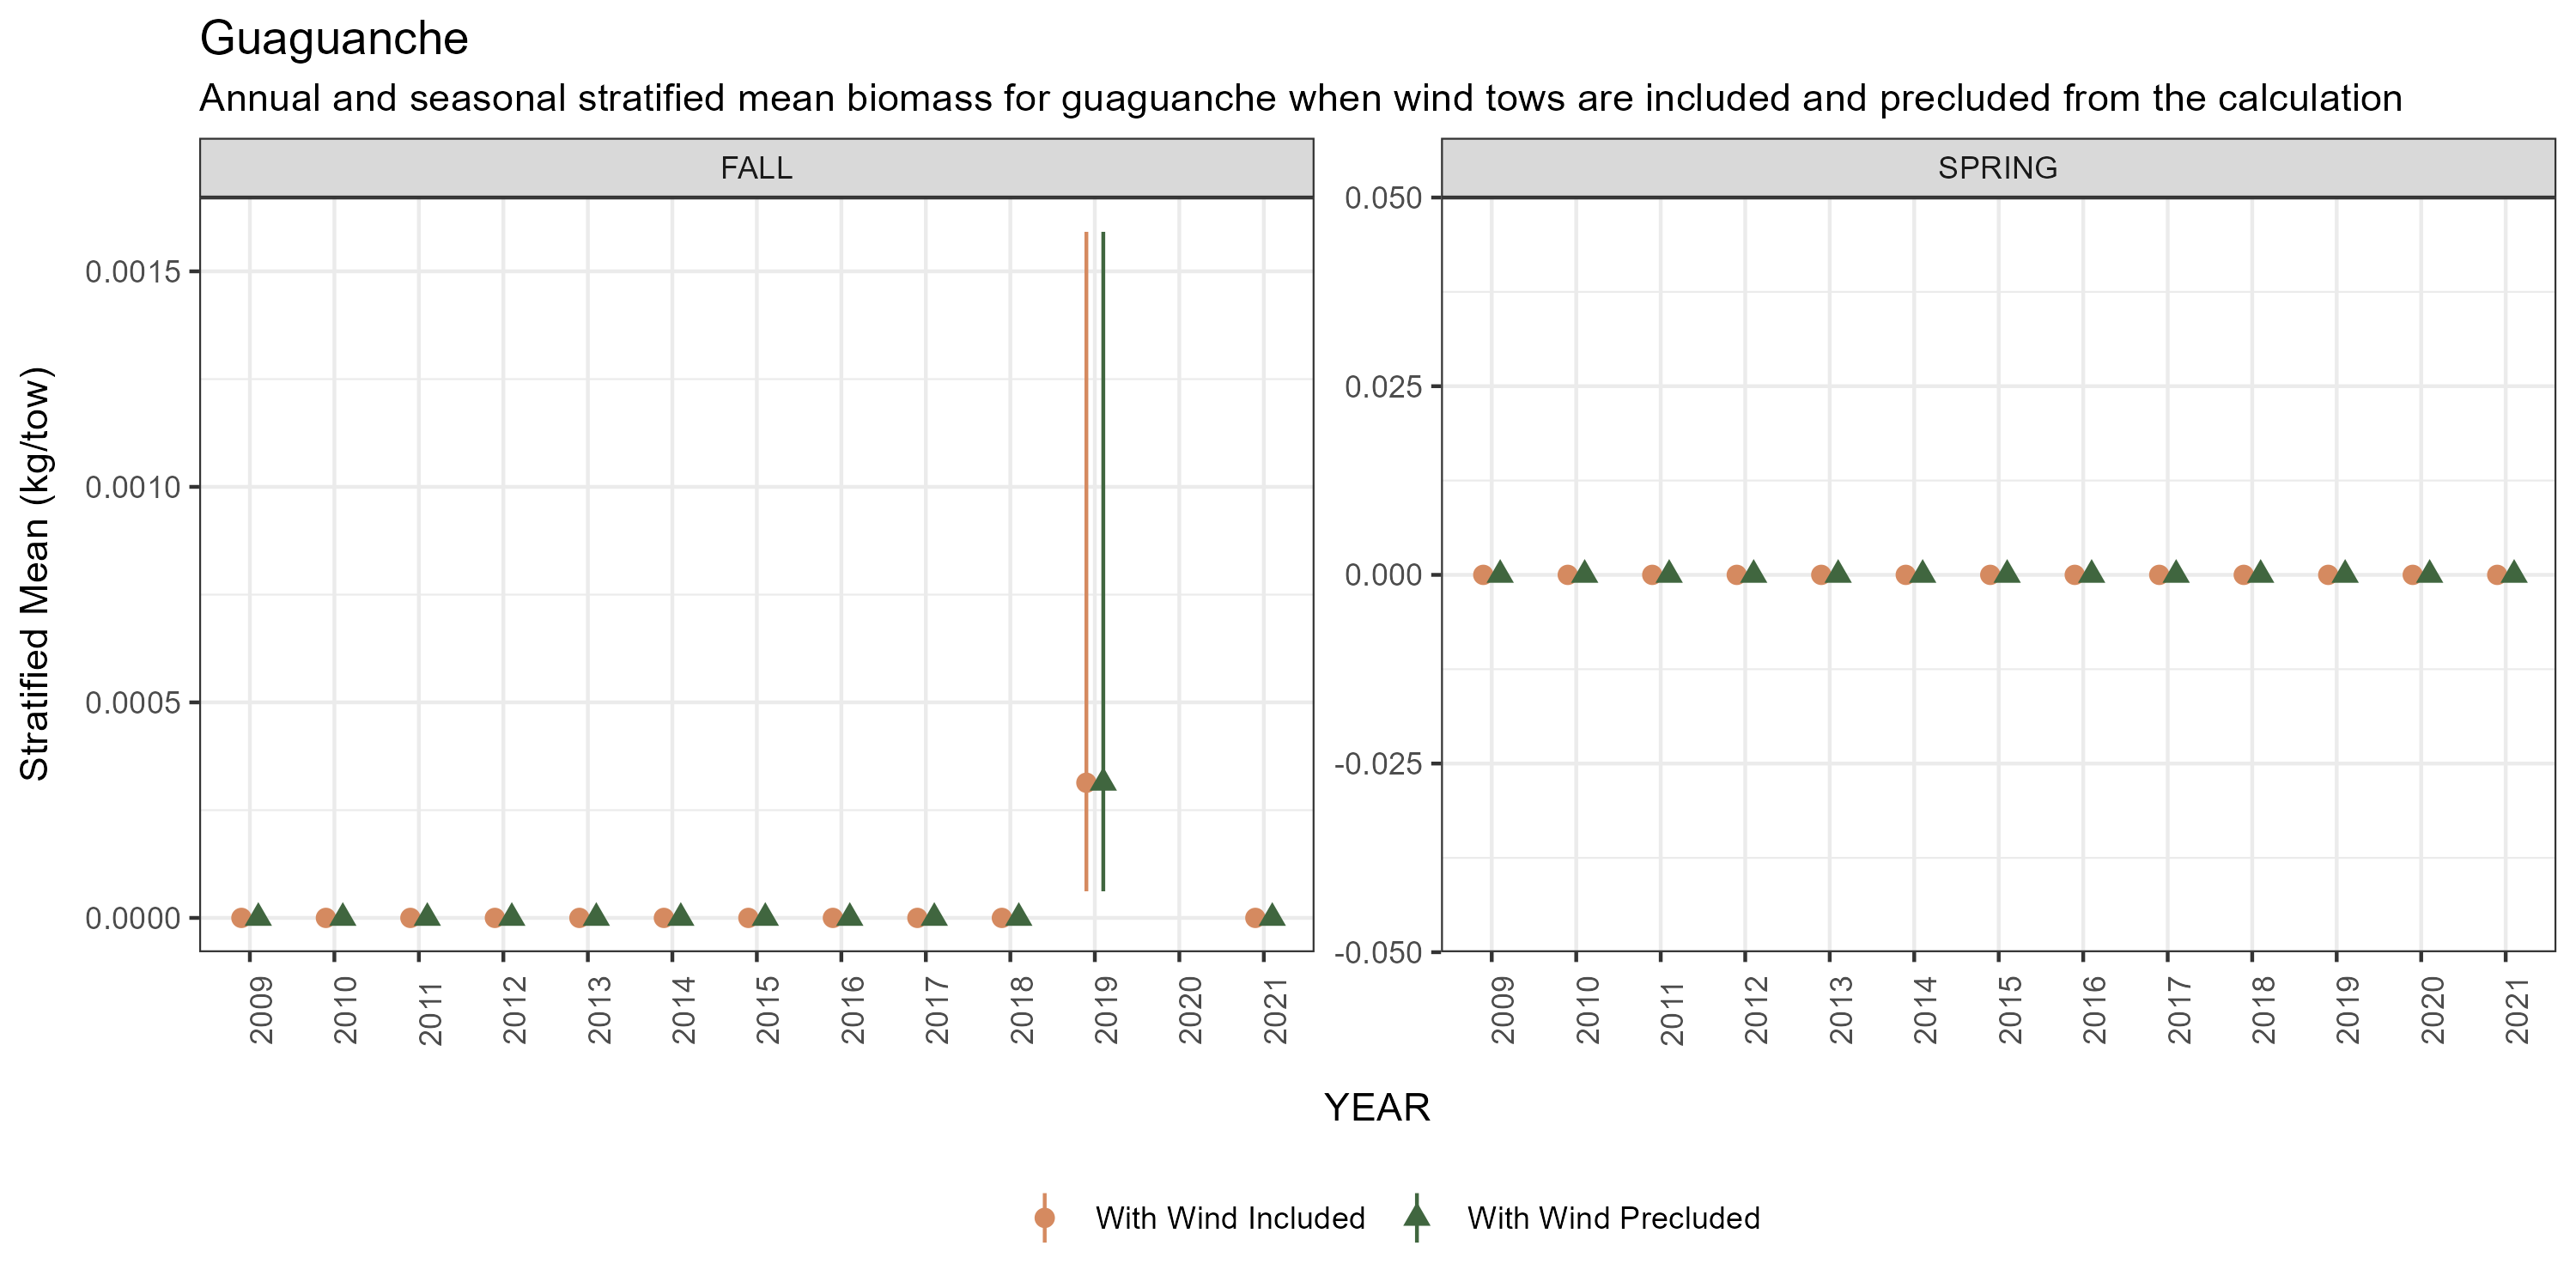 Guaguanche
Annual and seasonal stratified mean biomass for guaguanche when wind tows are included and precluded from the calculation
FALL
SPRING
Stratified Mean (kg/tow)
0.0015
0.0010
0.0005
0.0000
0.050
0.025
0.000
-0.025
-0.050
2009 2010 2011 2012 2013 2014 2015 2016 2017 2018 2019 2020 2021
2009 2010 2011 2012 2013 2014 2015 2016 2017 2018 2019 2020 2021
YEAR
With Wind Included With Wind Precluded